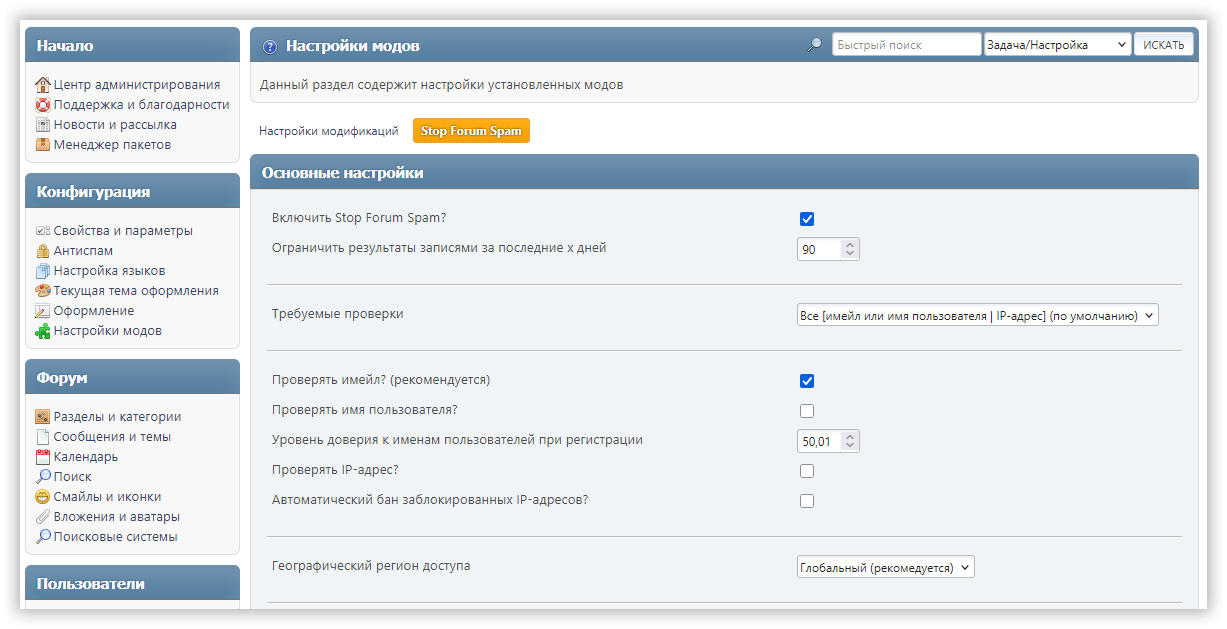 Начало
Центр администрирования
Поддержка и благодарности
Новости и рассылка
Менеджер пакетов
Конфигурация
Свойства и параметры
Антиспам
Настройка языков
Текущая тема оформления
Оформление
Настройки модов
Форум
Разделы и категории
Сообщения и темы
Календарь
Поиск
Смайлы и иконки
Вложения и аватары
Поисковые системы
Пользователи
Настройки модов
Быстрый поиск
Задача/Настройка
ИСКАТЬ
Данный раздел содержит настройки установленных модов
Настройки модификаций
Stop Forum Spam
Основные настройки
Включить Stop Forum Spam?
Ограничить результаты записями за последние x дней
90
Требуемые проверки
Все [имейл или имя пользователя | IP-адрес] (по умолчанию)
Проверять имейл? (рекомендуется)
Проверять имя пользователя?
Уровень доверия к именам пользователей при регистрации
50,01
Проверять IP-адрес?
Автоматический бан заблокированных IP-адресов?
Географический регион доступа
Глобальный (рекомедуется)